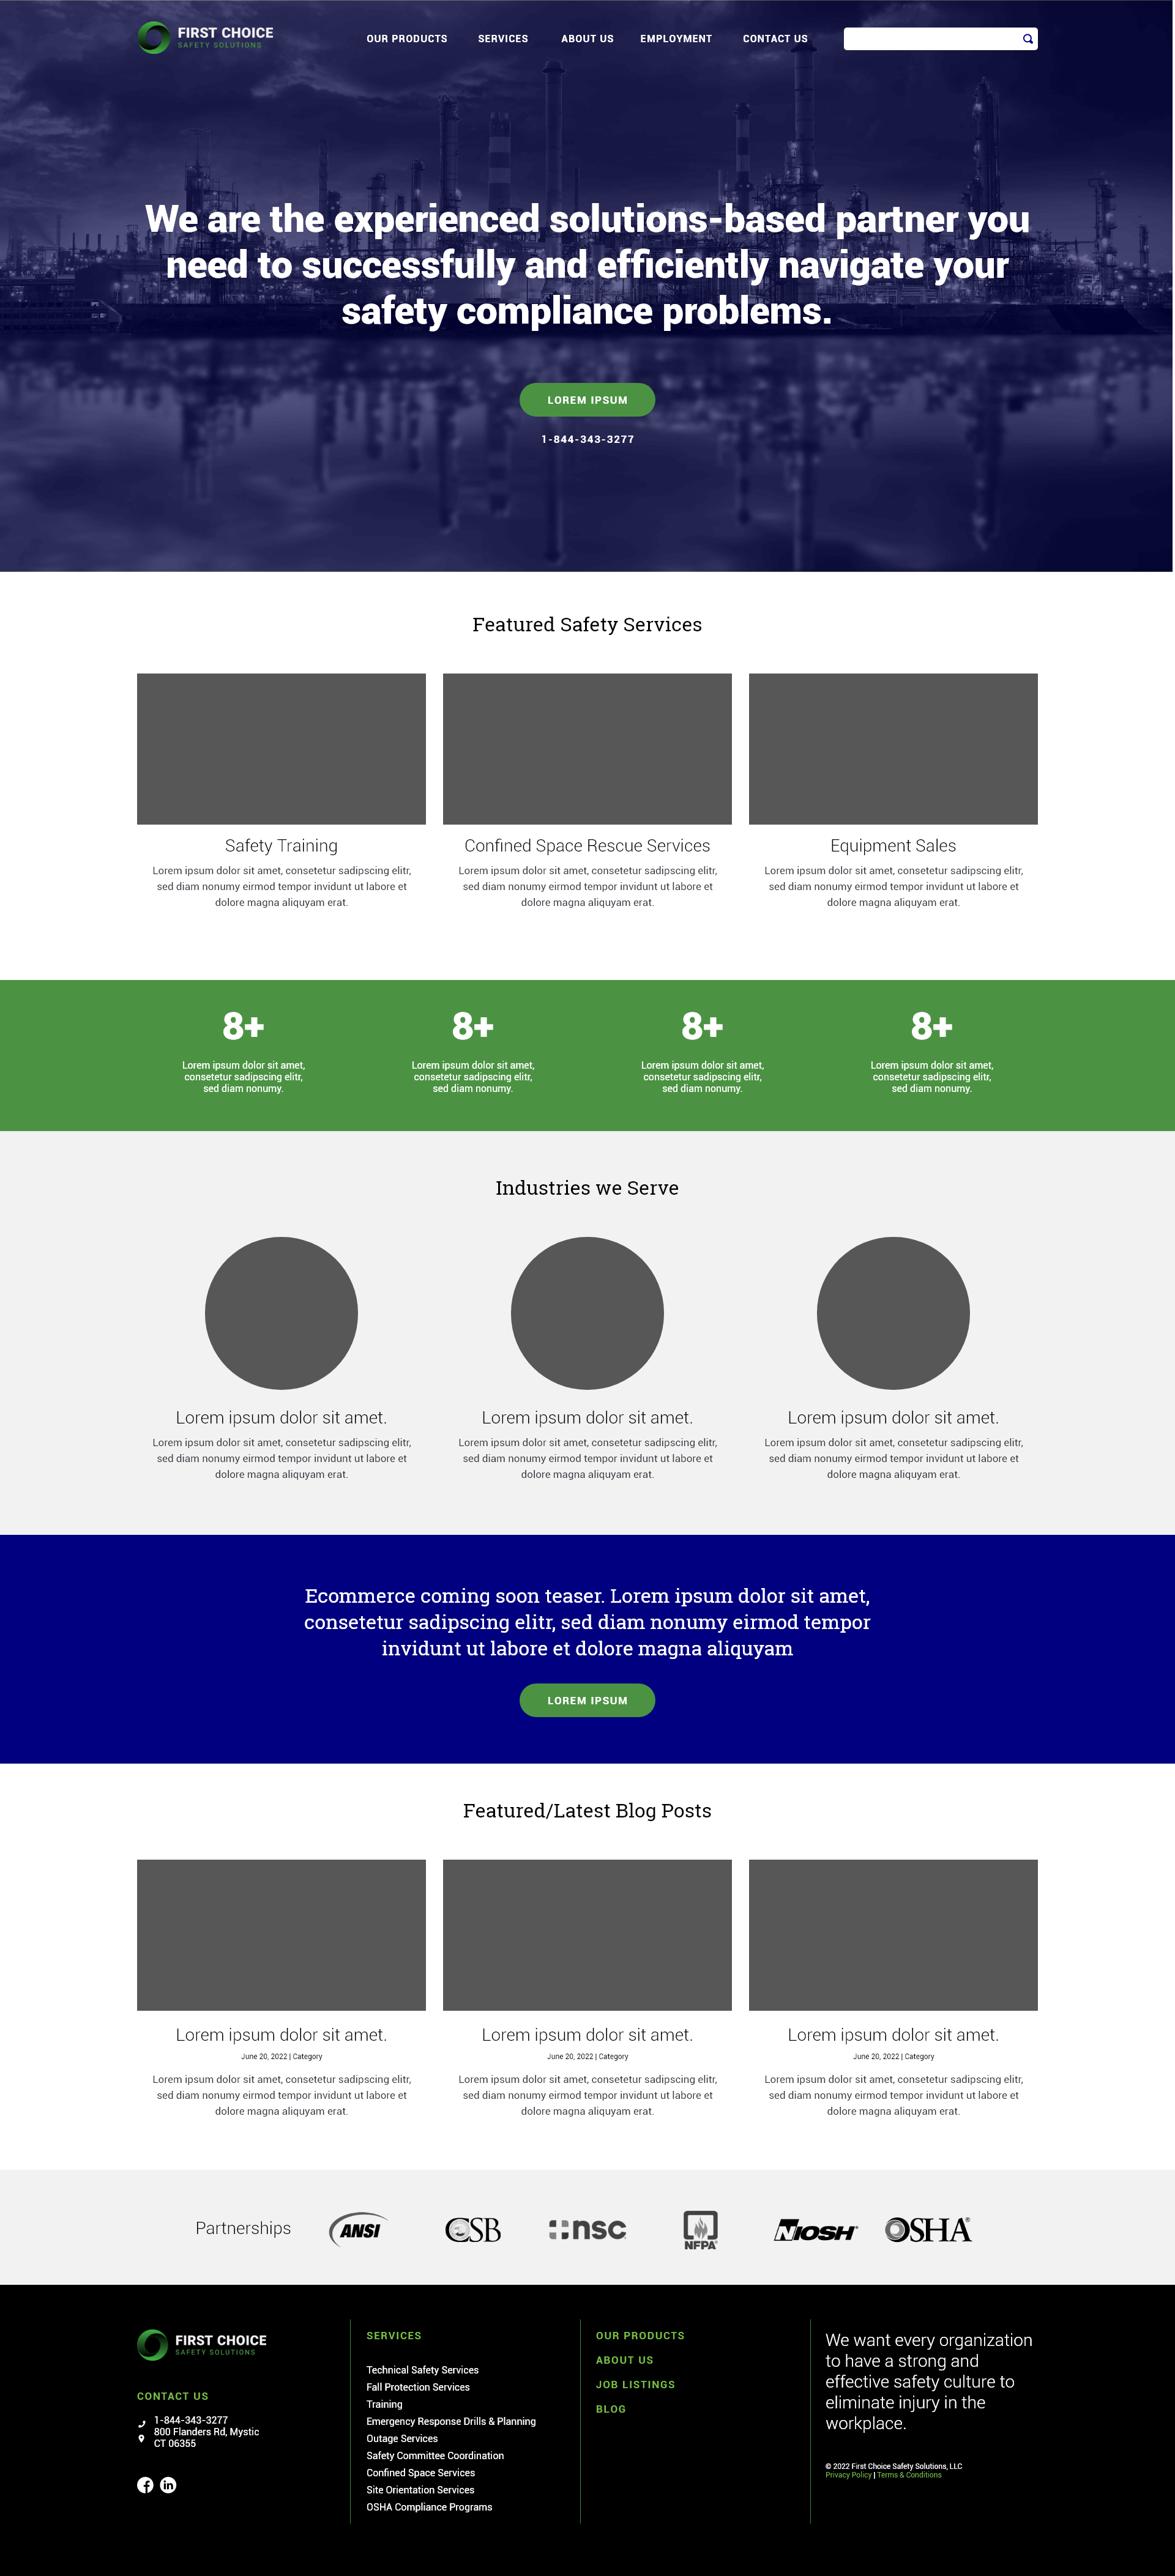 FIRST CHOICE
SAFETY SOLUTIONS
OUR PRODUCTS
SERVICES
ABOUT US
EMPLOYMENT
CONTACT US
We are the experienced solutions-based partner you
need to successfully and efficiently navigate your
safety compliance problems.
LOREM IPSUM
1-844-343-3277
Featured Safety Services
Safety Training
Lorem ipsum dolor sit amet, consetetur sadipscing elitr,
sed diam nonumy eirmod tempor invidunt ut labore et
dolore magna aliquyam erat.
Confined Space Rescue Services
Lorem ipsum dolor sit amet, consetetur sadipscing elitr,
sed diam nonumy eirmod tempor invidunt ut labore et
dolore magna aliquyam erat.
Equipment Sales
Lorem ipsum dolor sit amet, consetetur sadipscing elitr,
sed diam nonumy eirmod tempor invidunt ut labore et
dolore magna aliquyam erat.
8+
Lorem ipsum dolor sit amet,
consetetur sadipscing elitr,
sed diam nonumy.
8+
Lorem ipsum dolor sit amet,
consetetur sadipscing elitr,
sed diam nonumy.
8+
Lorem ipsum dolor sit amet,
consetetur sadipscing elitr,
sed diam nonumy.
8+
Lorem ipsum dolor sit amet,
consetetur sadipscing elitr,
sed diam nonumy.
Industries we Serve
Lorem ipsum dolor sit amet.
Lorem ipsum dolor sit amet, consetetur sadipscing elitr,
sed diam nonumy eirmod tempor invidunt ut labore et
dolore magna aliquyam erat.
Lorem ipsum dolor sit amet.
Lorem ipsum dolor sit amet, consetetur sadipscing elitr,
sed diam nonumy eirmod tempor invidunt ut labore et
dolore magna aliquyam erat.
Lorem ipsum dolor sit amet.
Lorem ipsum dolor sit amet, consetetur sadipscing elitr,
sed diam nonumy eirmod tempor invidunt ut labore et
dolore magna aliquyam erat.
Ecommerce coming soon teaser. Lorem ipsum dolor sit amet,
consetetur sadipscing elitr, sed diam nonumy eirmod tempor
invidunt ut labore et dolore magna aliquyam
LOREM IPSUM
Featured/Latest Blog Posts
Lorem ipsum dolor sit amet.
June 20, 2022 | Category
Lorem ipsum dolor sit amet, consetetur sadipscing elitr,
sed diam nonumy eirmod tempor invidunt ut labore et
dolore magna aliquyam erat.
Lorem ipsum dolor sit amet.
June 20, 2022 | Category
Lorem ipsum dolor sit amet, consetetur sadipscing elitr,
sed diam nonumy eirmod tempor invidunt ut labore et
dolore magna aliquyam erat.
Lorem ipsum dolor sit amet.
June 20, 2022 | Category
Lorem ipsum dolor sit amet, consetetur sadipscing elitr,
sed diam nonumy eirmod tempor invidunt ut labore et
dolore magna aliquyam erat.
Partnerships
ANSI
CSB
nsc
NFPA
NIOSH®
OSHA®
FIRST CHOICE
SAFETY SOLUTIONS
CONTACT US
1-844-343-3277
800 Flanders Rd, Mystic
CT 06355
SERVICES
Technical Safety Services
Fall Protection Services
Training
Emergency Response Drills & Planning
Outage Services
Safety Committee Coordination
Confined Space Services
Site Orientation Services
OSHA Compliance Programs
OUR PRODUCTS
ABOUT US
JOB LISTINGS
BLOG
We want every organization
to have a strong and
effective safety culture to
eliminate injury in the
workplace.
© 2022 First Choice Safety Solutions, LLC
Privacy Policy | Terms & Conditions